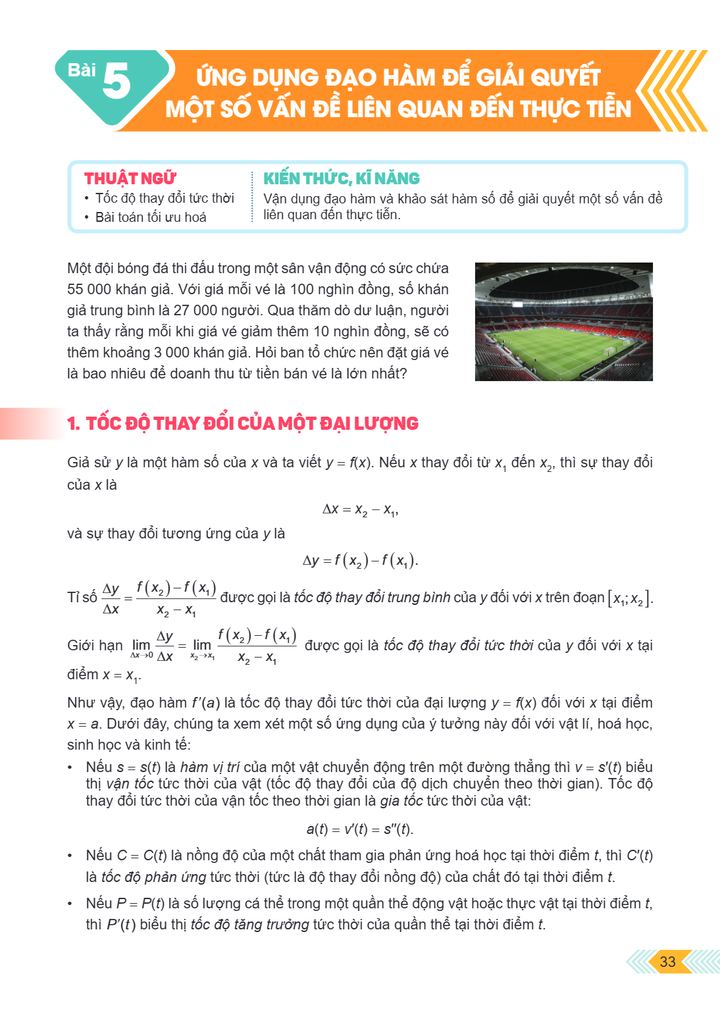 Bài 5
ỨNG DỤNG ĐẠO HÀM ĐỂ GIẢI QUYẾT
MỘT SỐ VẤN ĐỀ LIÊN QUAN ĐẾN THỰC TIỄN
THUẬT NGỮ
• Tốc độ thay đổi tức thời
• Bài toán tối ưu hoá
KIẾN THỨC, KĨ NĂNG
Vận dụng đạo hàm và khảo sát hàm số để giải quyết một số vấn đề
liên quan đến thực tiễn.
Một đội bóng đá thi đấu trong một sân vận động có sức chứa
55 000 khán giả. Với giá mỗi vé là 100 nghìn đồng, số khán
giả trung bình là 27 000 người. Qua thăm dò dư luận, người
ta thấy rằng mỗi khi giá vé giảm thêm 10 nghìn đồng, sẽ có
thêm khoảng 3 000 khán giả. Hỏi ban tổ chức nên đặt giá vé
là bao nhiêu để doanh thu từ tiền bán vé là lớn nhất?
1. TỐC ĐỘ THAY ĐỔI CỦA MỘT ĐẠI LƯỢNG
Giả sử y là một hàm số của x và ta viết y = f(x). Nếu x thay đổi từ x₁ đến x₂, thì sự thay đổi
của x là
Δx = x₂ − x₁,
và sự thay đổi tương ứng của y là
Δy = f(x₂) − f(x₁).
Tỉ số Δy/Δx = (f(x₂) − f(x₁))/(x₂ − x₁) được gọi là tốc độ thay đổi trung bình của y đối với x trên đoạn [x₁; x₂].
Giới hạn lim Δx→0 Δy/Δx = lim x₂→x₁ (f(x₂) − f(x₁))/(x₂ − x₁) được gọi là tốc độ thay đổi tức thời của y đối với x tại
điểm x = x₁.
Như vậy, đạo hàm f′(a) là tốc độ thay đổi tức thời của đại lượng y = f(x) đối với x tại điểm
x = a. Dưới đây, chúng ta xem xét một số ứng dụng của ý tưởng này đối với vật lí, hoá học,
sinh học và kinh tế:
• Nếu s = s(t) là hàm vị trí của một vật chuyển động trên một đường thẳng thì v = s′(t) biểu
thị vận tốc tức thời của vật (tốc độ thay đổi của độ dịch chuyển theo thời gian). Tốc độ
thay đổi tức thời của vận tốc theo thời gian là gia tốc tức thời của vật:
a(t) = v′(t) = s″(t).
• Nếu C = C(t) là nồng độ của một chất tham gia phản ứng hoá học tại thời điểm t, thì C′(t)
là tốc độ phản ứng tức thời (tức là độ thay đổi nồng độ) của chất đó tại thời điểm t.
• Nếu P = P(t) là số lượng cá thể trong một quần thể động vật hoặc thực vật tại thời điểm t,
thì P′(t) biểu thị tốc độ tăng trưởng tức thời của quần thể tại thời điểm t.
33